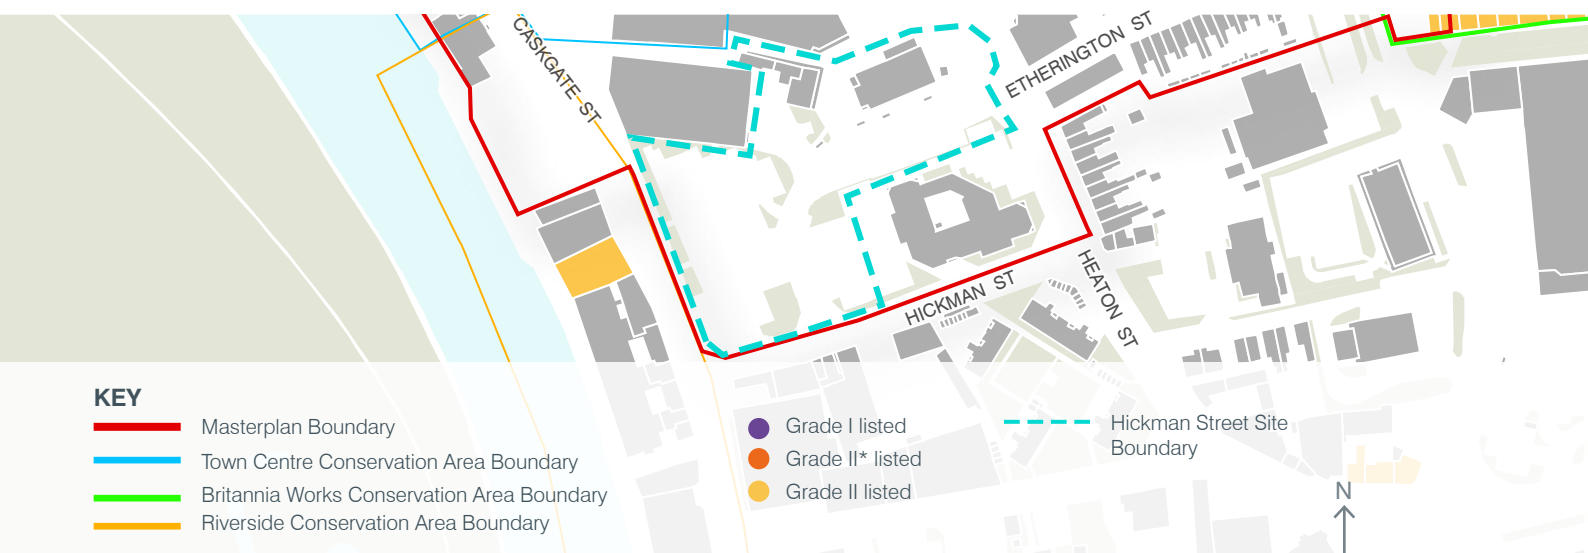 CASKGATE ST
ETHERINGTON ST
HICKMAN ST
HEATON ST
KEY
Masterplan Boundary
Town Centre Conservation Area Boundary
Britannia Works Conservation Area Boundary
Riverside Conservation Area Boundary
Grade I listed
Grade II* listed
Grade II listed
Hickman Street Site
Boundary
N